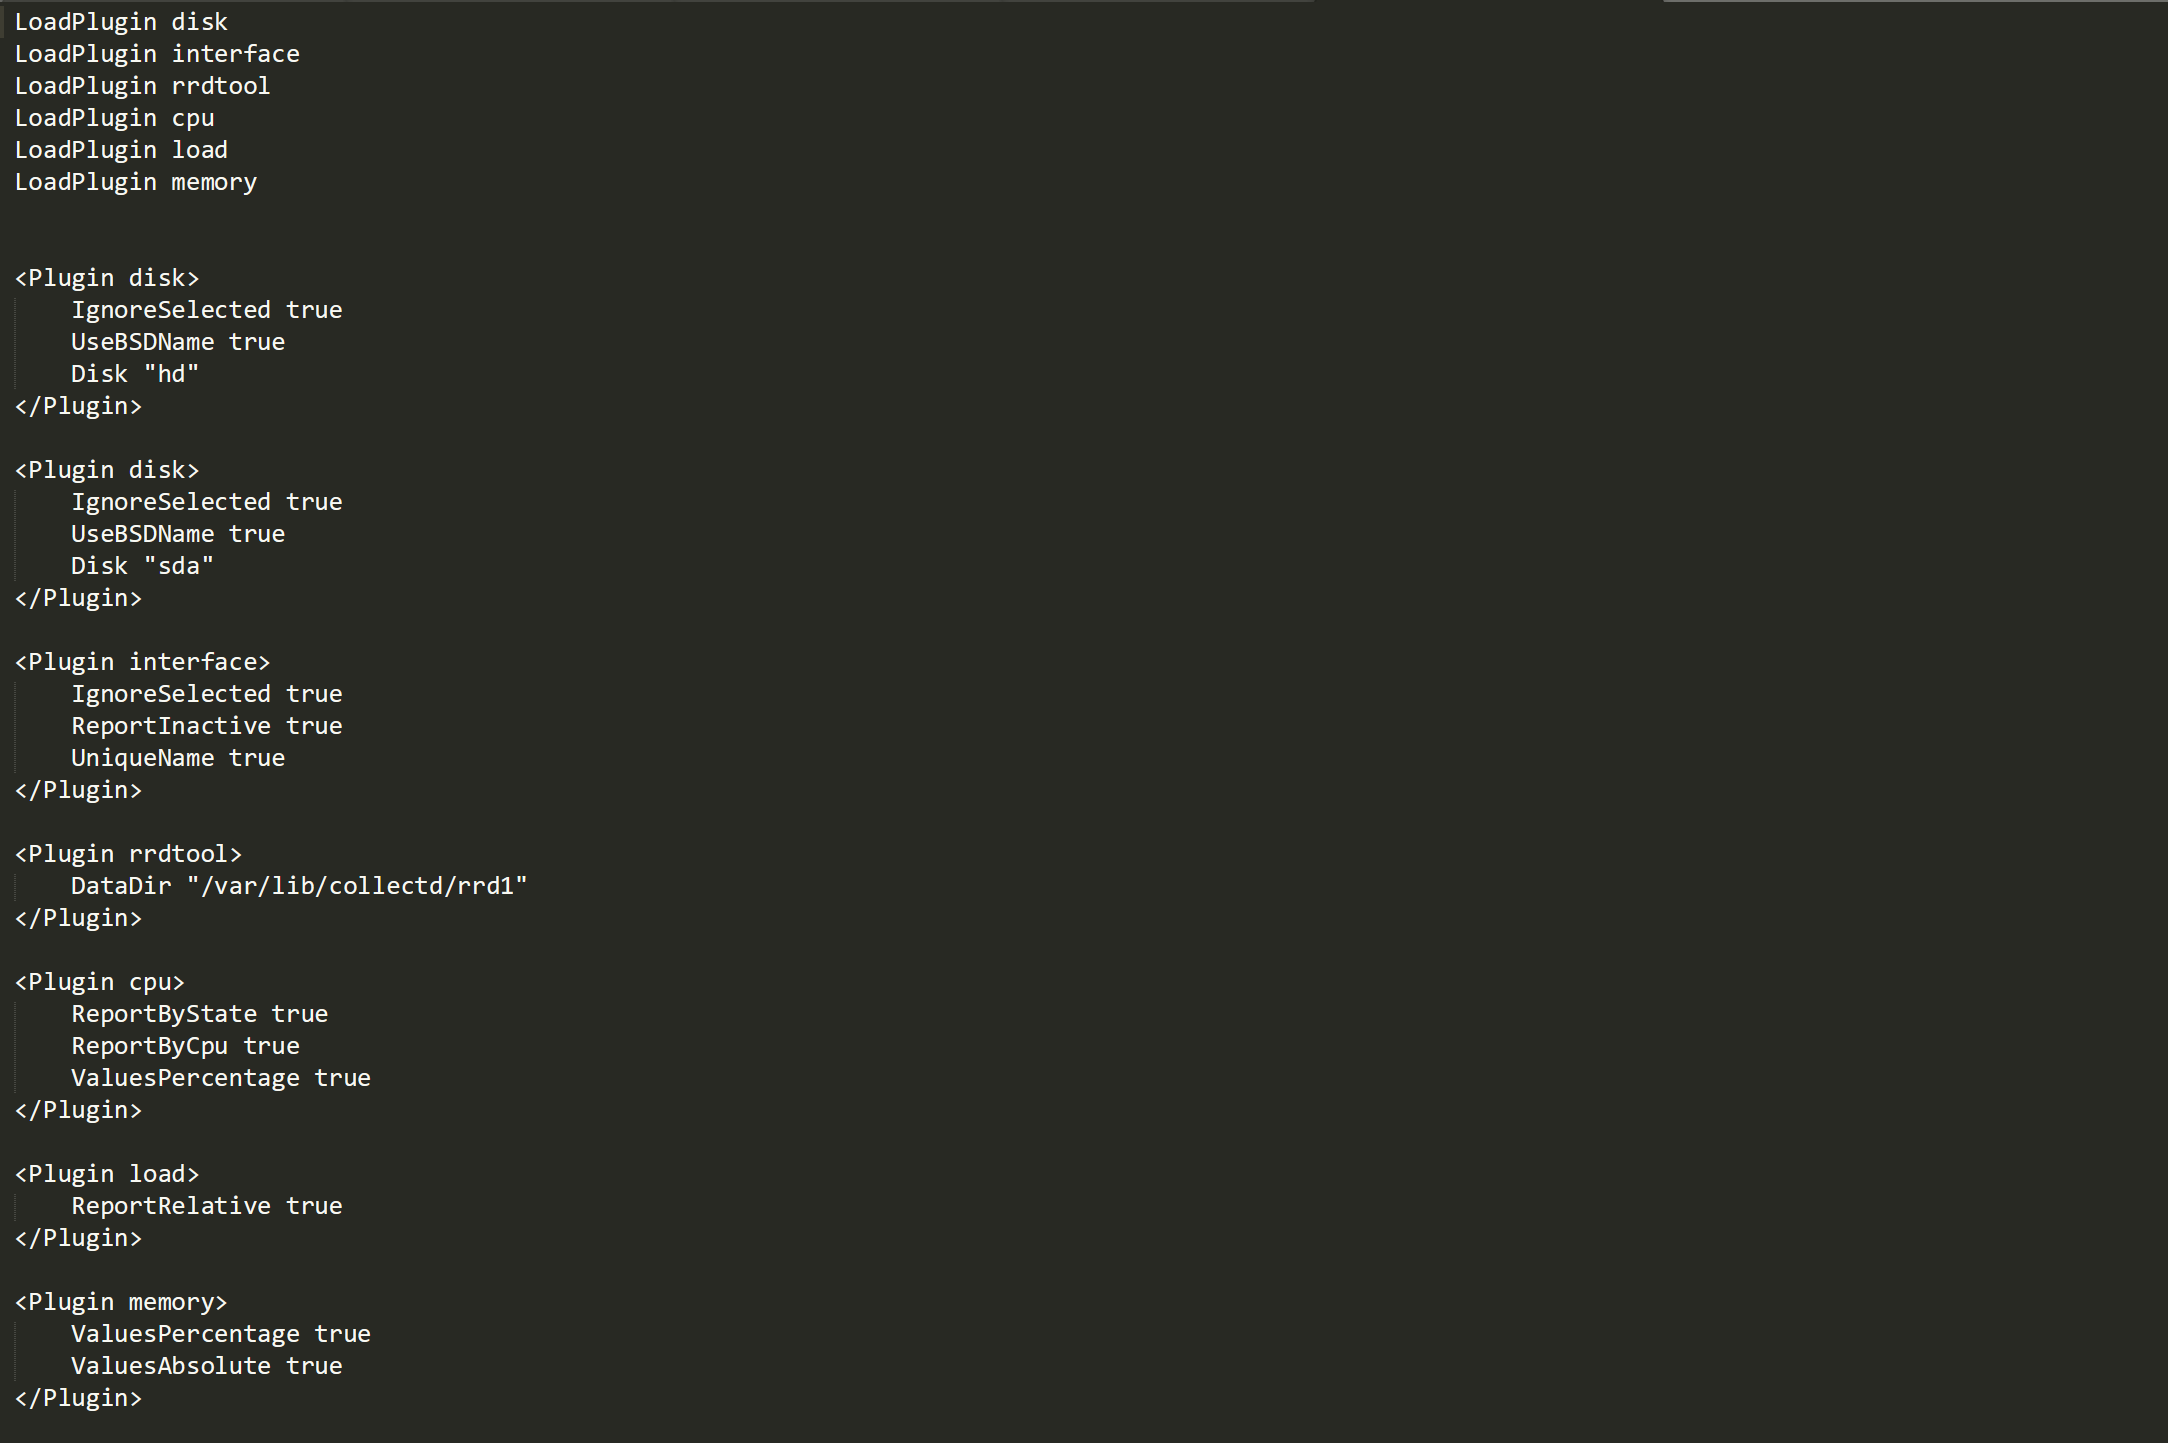 LoadPlugin disk
LoadPlugin interface
LoadPlugin rrdtool
LoadPlugin cpu
LoadPlugin load
LoadPlugin memory
<Plugin disk>
    IgnoreSelected true
    UseBSDName true
    Disk "hd"
</Plugin>
<Plugin disk>
    IgnoreSelected true
    UseBSDName true
    Disk "sda"
</Plugin>
<Plugin interface>
    IgnoreSelected true
    ReportInactive true
    UniqueName true
</Plugin>
<Plugin rrdtool>
    DataDir "/var/lib/collectd/rrd1"
</Plugin>
<Plugin cpu>
    ReportByState true
    ReportByCpu true
    ValuesPercentage true
</Plugin>
<Plugin load>
    ReportRelative true
</Plugin>
<Plugin memory>
    ValuesPercentage true
    ValuesAbsolute true
</Plugin>